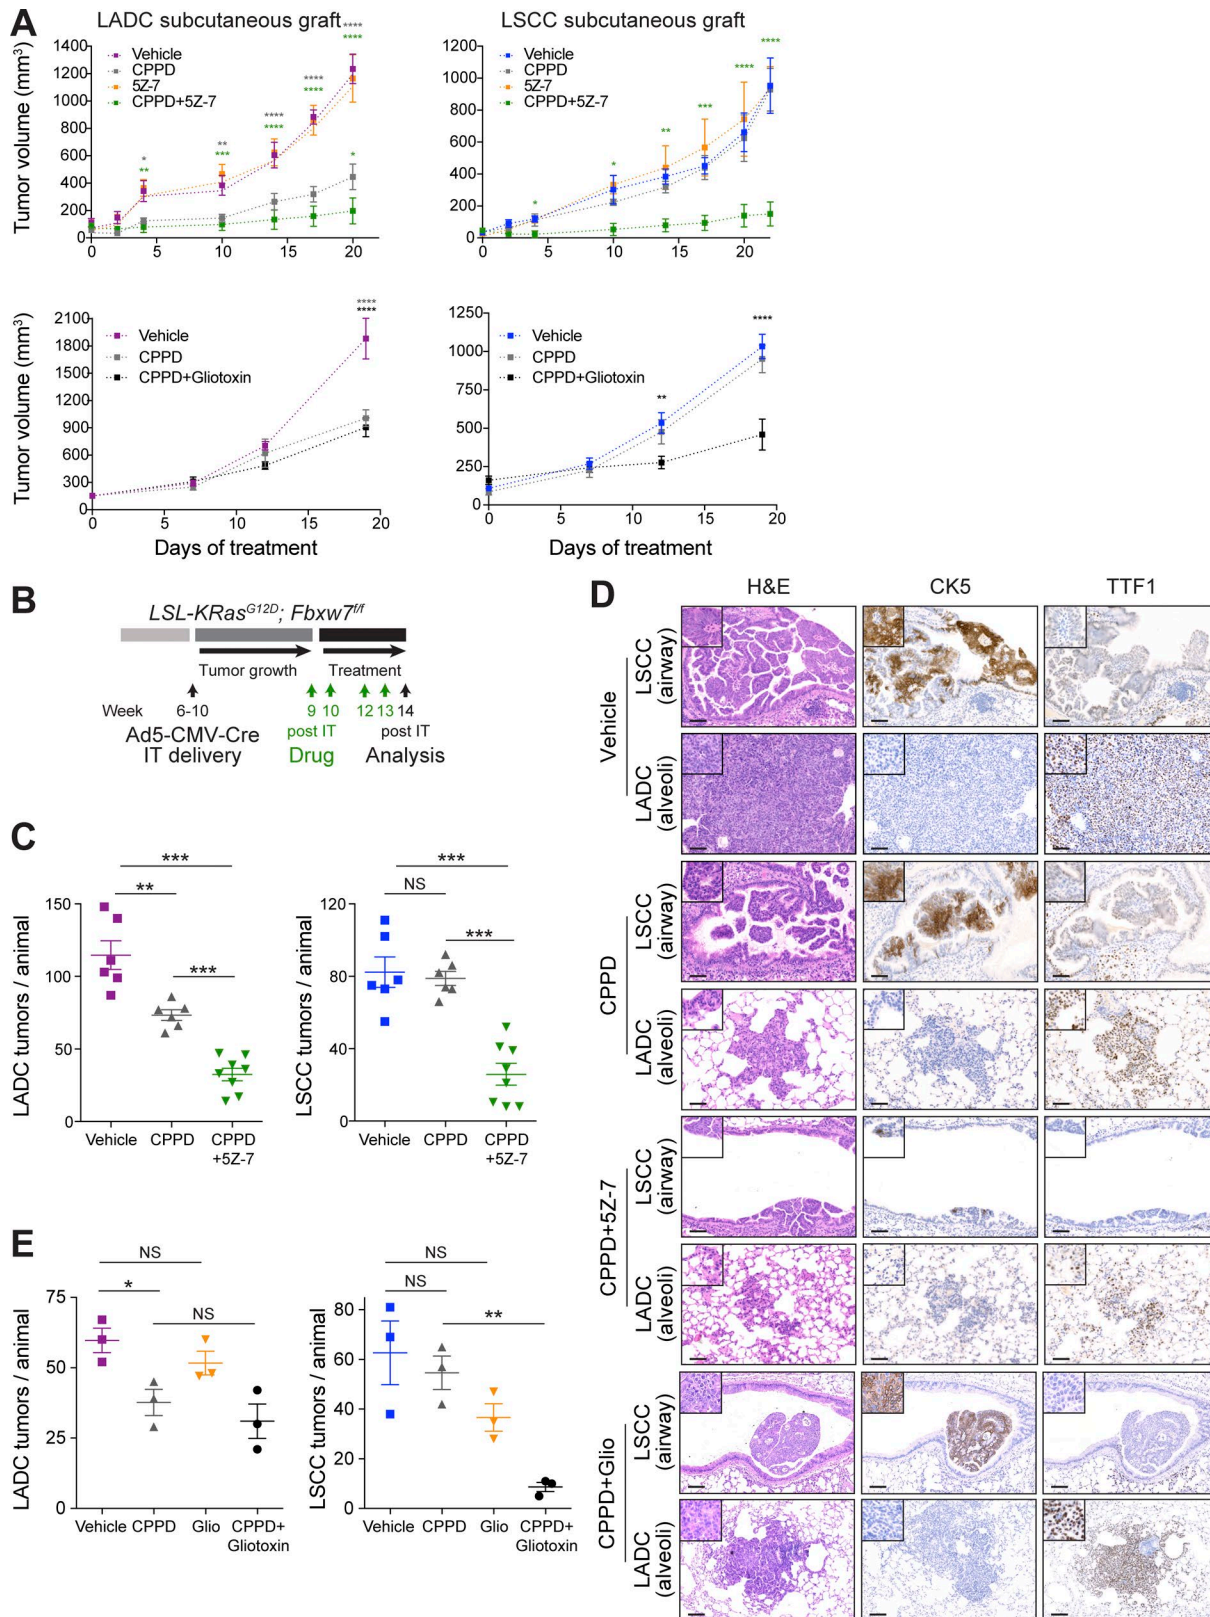 A
LADC subcutaneous graft
Tumor volume (mm³)
1400
1200
1000
800
600
400
200
0
0 5 10 15 20
Vehicle
CPPD
5Z-7
CPPD+5Z-7
*
**
**
***
****
****
****
****
****
****
*
LSCC subcutaneous graft
1200
1000
800
600
400
200
0
0 5 10 15 20
Vehicle
CPPD
5Z-7
CPPD+5Z-7
*
*
**
***
****
****
Tumor volume (mm³)
2100
1800
1500
1200
900
600
300
0
0 5 10 15 20
Days of treatment
Vehicle
CPPD
CPPD+Gliotoxin
****
****
1250
1000
750
500
250
0
0 5 10 15 20
Days of treatment
Vehicle
CPPD
CPPD+Gliotoxin
**
****
B
LSL-KRas^G12D; Fbxw7^f/f
Tumor growth Treatment
Week 6-10 9 10 12 13 14
post IT post IT
Ad5-CMV-Cre
IT delivery
Drug
Analysis
C
LADC tumors / animal
150
100
50
0
***
**
***
Vehicle CPPD CPPD
+5Z-7
LSCC tumors / animal
120
80
40
0
***
NS
***
Vehicle CPPD CPPD
+5Z-7
D
H&E CK5 TTF1
Vehicle
LSCC
(airway)
LADC
(alveoli)
CPPD
LSCC
(airway)
LADC
(alveoli)
CPPD+5Z-7
LSCC
(airway)
LADC
(alveoli)
CPPD+Glio
LSCC
(airway)
LADC
(alveoli)
E
LADC tumors / animal
75
50
25
0
NS
*
NS
Vehicle CPPD Glio CPPD+
Gliotoxin
LSCC tumors / animal
80
60
40
20
0
NS
NS
**
Vehicle CPPD Glio CPPD+
Gliotoxin